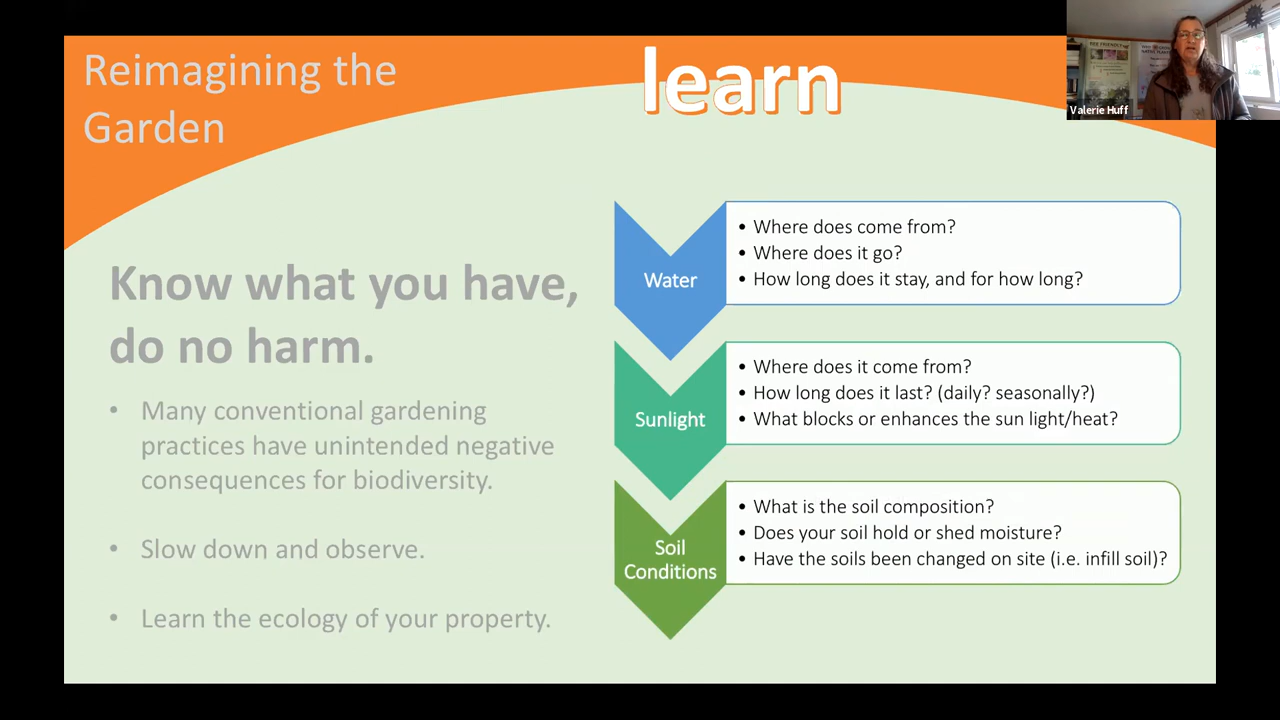 Reimagining the
Garden
learn
Valerie Huff
BEE FRIENDLY
Know what you have,
do no harm.
• Many conventional gardening
practices have unintended negative
consequences for biodiversity.
• Slow down and observe.
• Learn the ecology of your property.
Water
• Where does come from?
• Where does it go?
• How long does it stay, and for how long?
Sunlight
• Where does it come from?
• How long does it last? (daily? seasonally?)
• What blocks or enhances the sun light/heat?
Soil
Conditions
• What is the soil composition?
• Does your soil hold or shed moisture?
• Have the soils been changed on site (i.e. infill soil)?